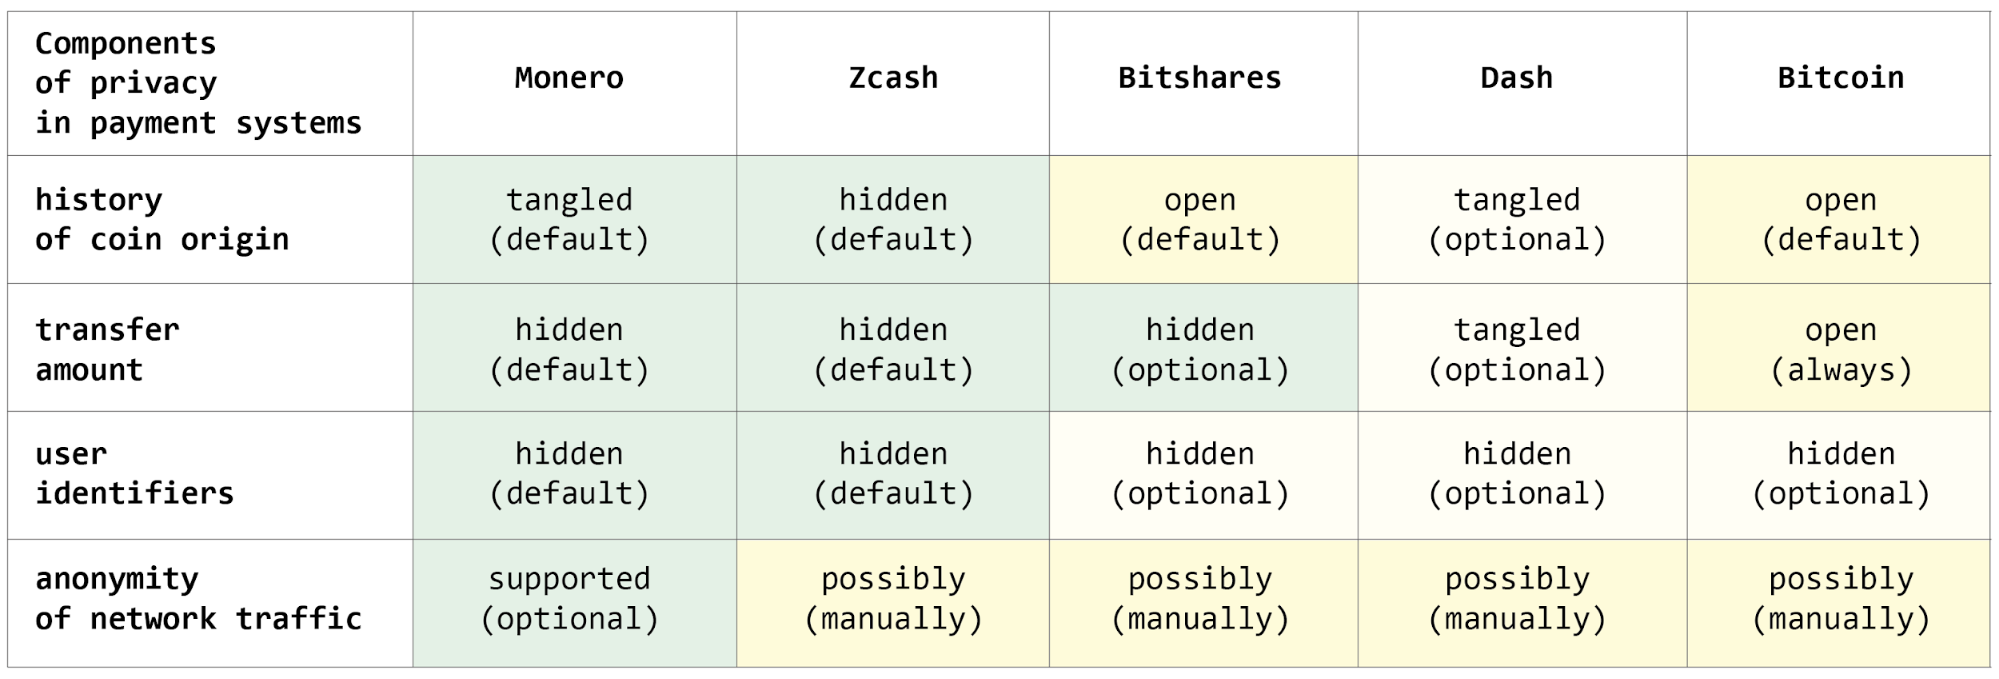 Components
of privacy
in payment systems
Monero
Zcash
Bitshares
Dash
Bitcoin
history
of coin origin
tangled
(default)
hidden
(default)
open
(default)
tangled
(optional)
open
(default)
transfer
amount
hidden
(default)
hidden
(default)
hidden
(optional)
tangled
(optional)
open
(always)
user
identifiers
hidden
(default)
hidden
(default)
hidden
(optional)
hidden
(optional)
hidden
(optional)
anonymity
of network traffic
supported
(optional)
possibly
(manually)
possibly
(manually)
possibly
(manually)
possibly
(manually)